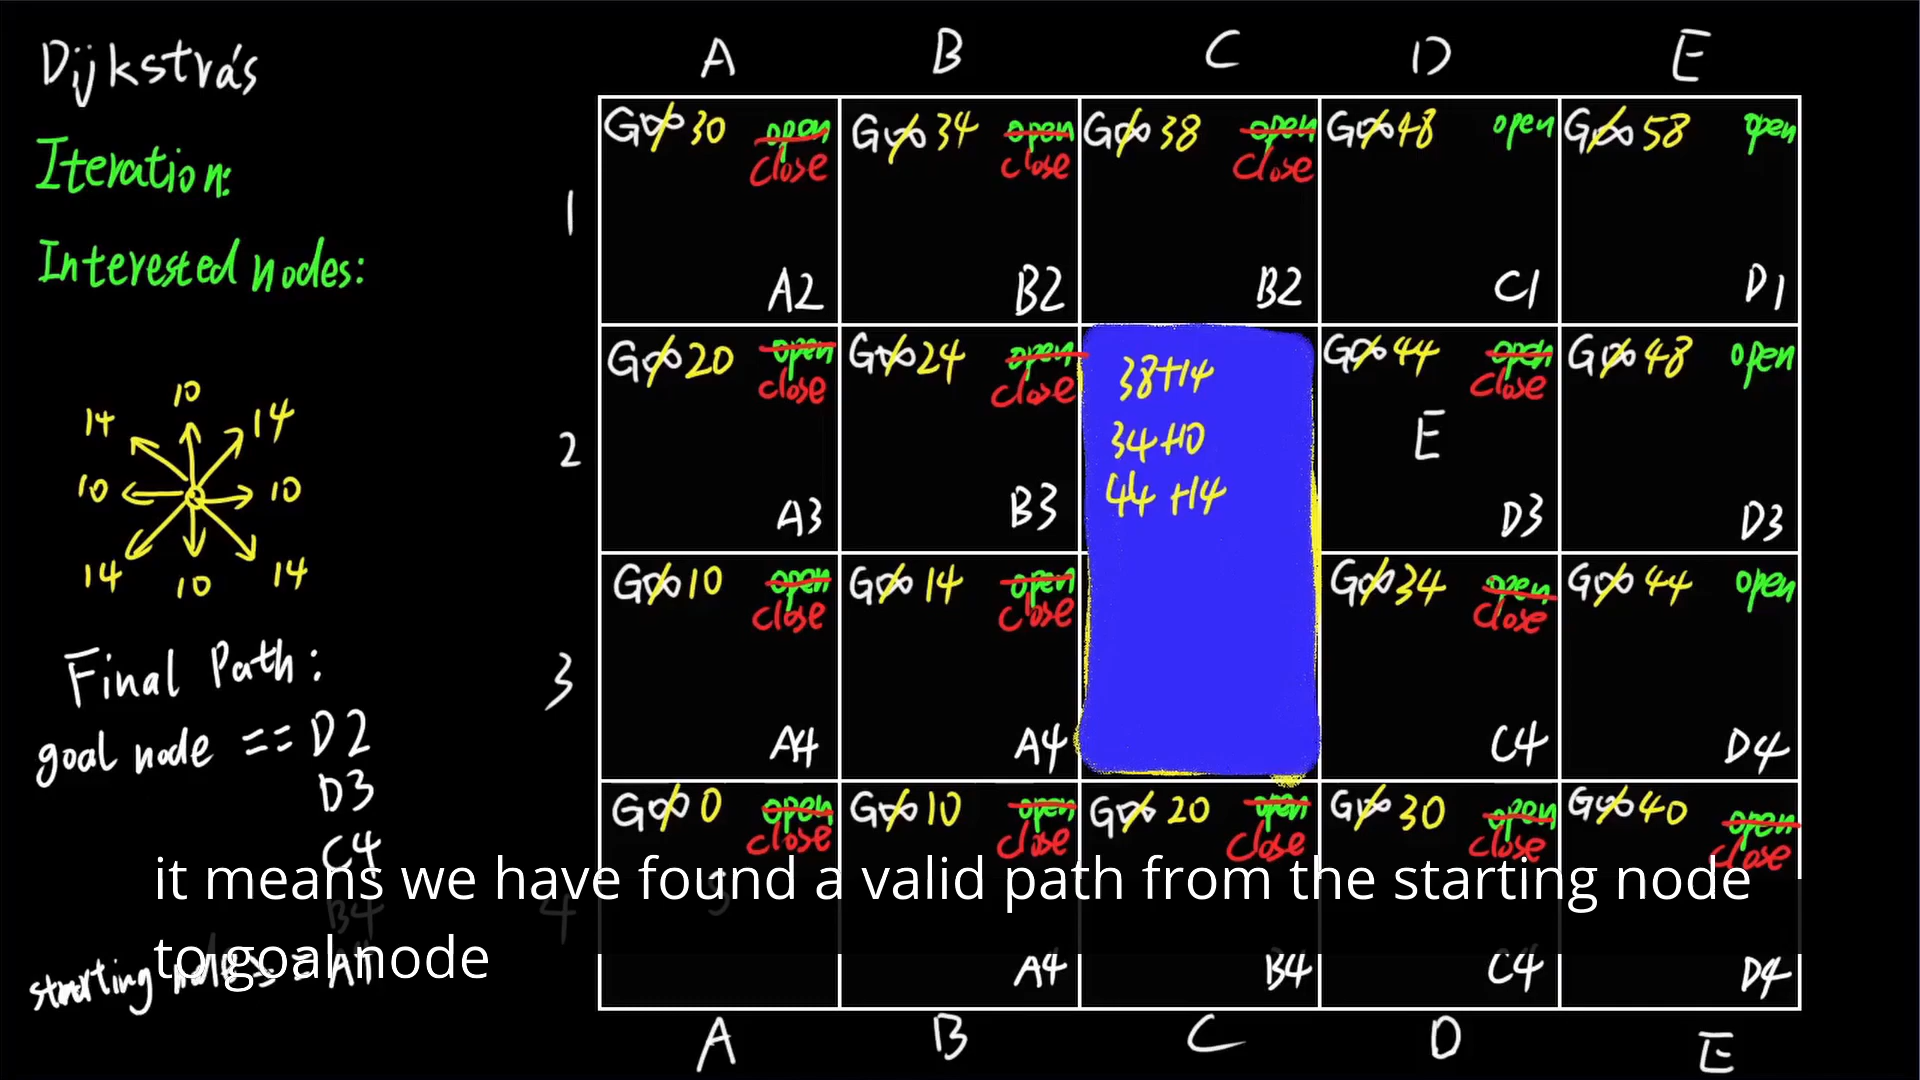 Dijkstra's
Iteration:
Interested nodes:
10
14
14
10
10
14
10
14
Final Path:
goal node == D2
D3
C4
B4
starting node = A4
A B C D E
1
G∞ 30 open close A2
G∞ 34 open close B2
G∞ 38 open close B2
G∞ 48 open C1
G∞ 58 open D1
2
G∞ 20 open close A3
G∞ 24 open close B3
38+14
34+10
44+14
G∞ 44 open close E D3
G∞ 48 open D3
3
G∞ 10 open close A4
G∞ 14 open close A4
G∞ 34 open close C4
G∞ 44 open D4
4
G∞ 0 open close S
G∞ 10 open close A4
G∞ 20 open close B4
G∞ 30 open close C4
G∞ 40 open close D4
A B C D E
it means we have found a valid path from the starting node
to goal node